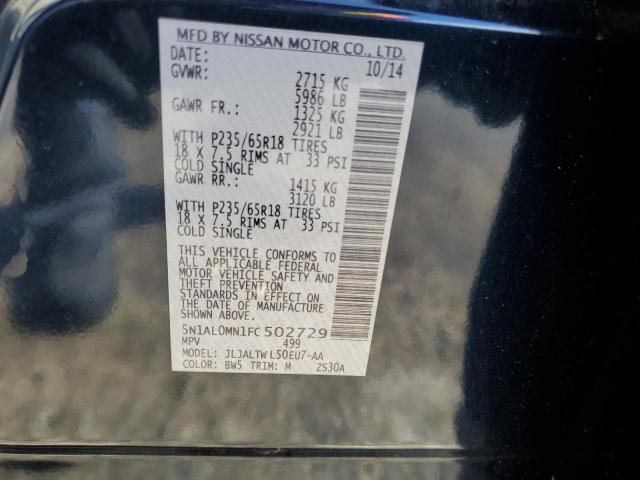 MFD BY NISSAN MOTOR CO., LTD.
DATE: 10/14
GVWR: 2715 KG
5986 LB
GAWR FR.: 1325 KG
2921 LB
WITH P235/65R18 TIRES
18 X 7.5 RIMS AT 33 PSI
COLD SINGLE
GAWR RR.: 1415 KG
3120 LB
WITH P235/65R18 TIRES
18 X 7.5 RIMS AT 33 PSI
COLD SINGLE
THIS VEHICLE CONFORMS TO
ALL APPLICABLE FEDERAL
MOTOR VEHICLE SAFETY AND
THEFT PREVENTION
STANDARDS IN EFFECT ON
THE DATE OF MANUFACTURE
SHOWN ABOVE.
5N1AL0MN1FC502729
MPV 499
MODEL: JLJALTWL50EU7-AA
COLOR: BW5 TRIM: M ZS30A